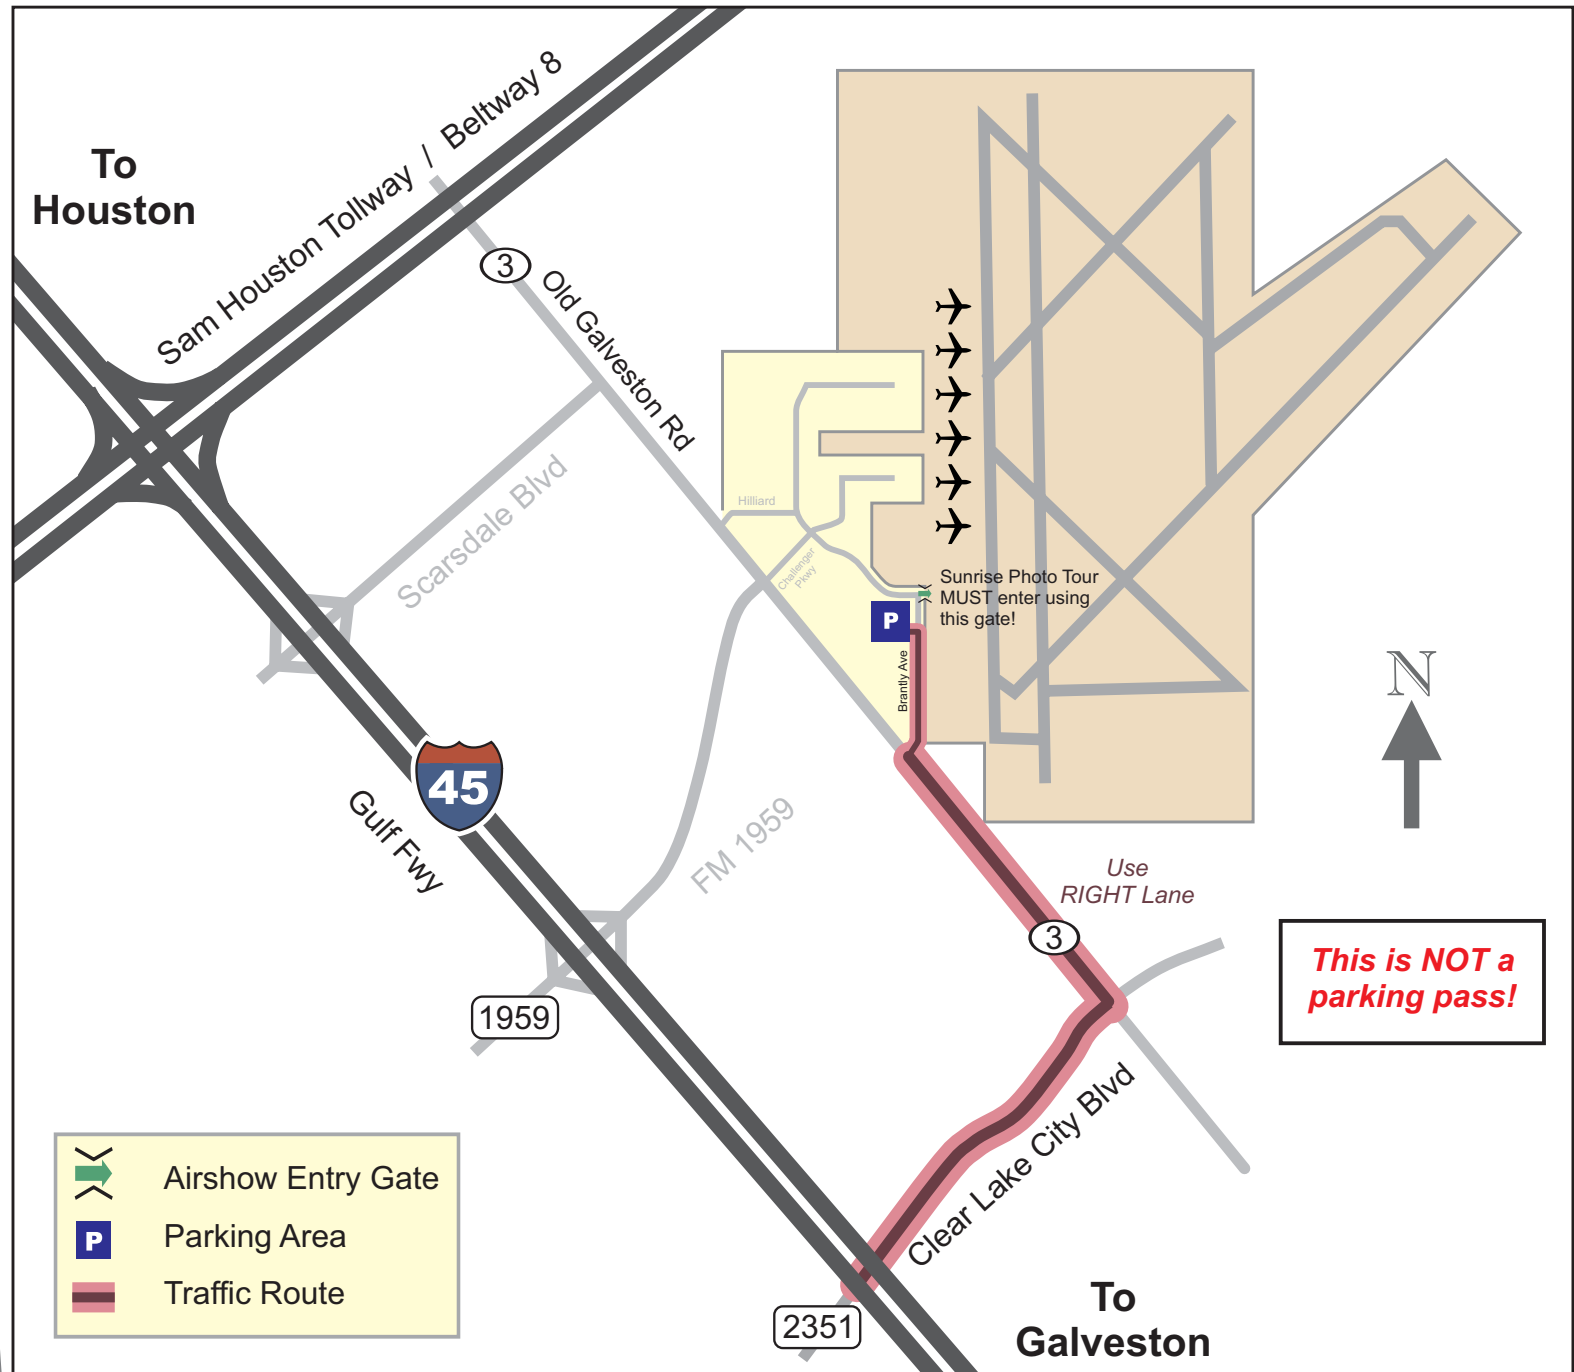 To
Houston
Sam Houston Tollway / Beltway 8
3
Old Galveston Rd
Scarsdale Blvd
Hilliard
Challenger
Pkwy
Sunrise Photo Tour
MUST enter using
this gate!
P
Brantly Ave
N
45
Gulf Fwy
FM 1959
Use
RIGHT Lane
3
This is NOT a
parking pass!
1959
Clear Lake City Blvd
Airshow Entry Gate
P
Parking Area
Traffic Route
2351
To
Galveston